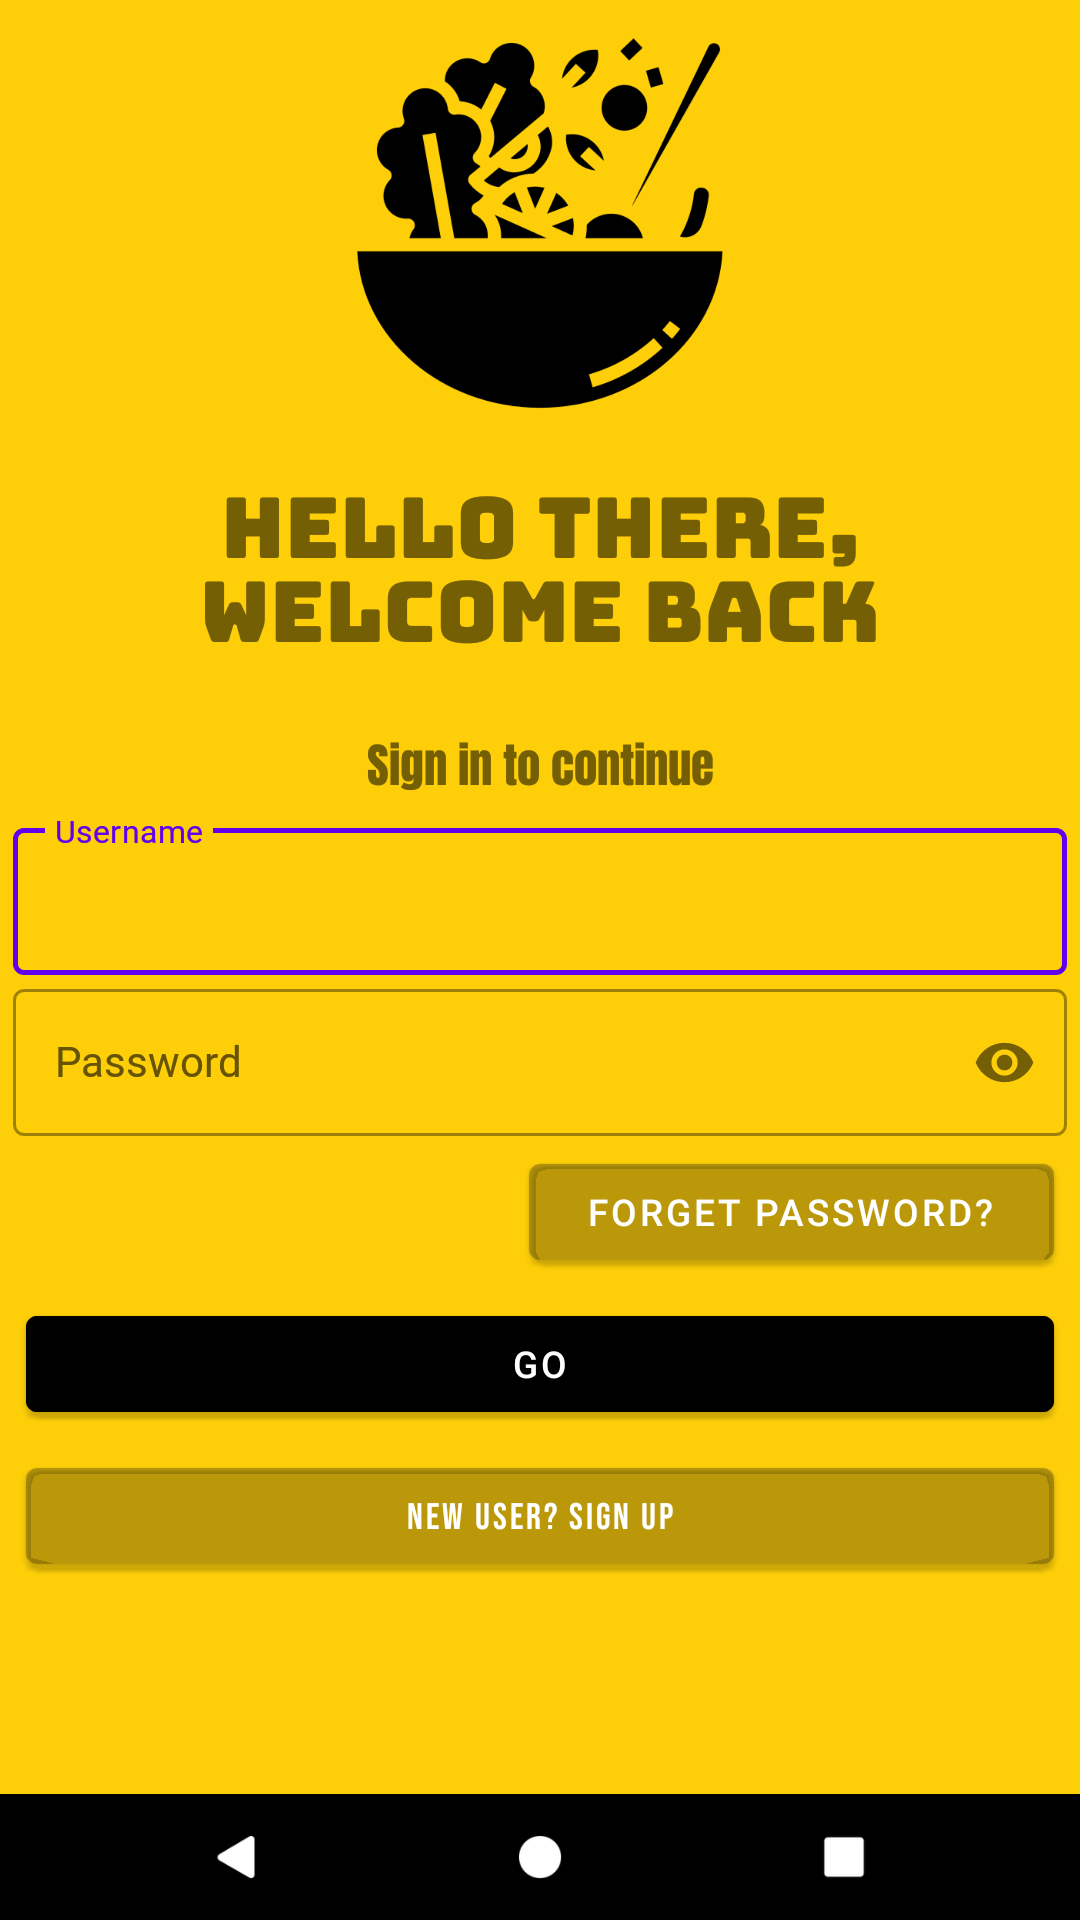 HELLO THERE,
WELCOME BACK
Sign in to continue
Username
Password
FORGET PASSWORD?
GO
NEW USER? SIGN UP